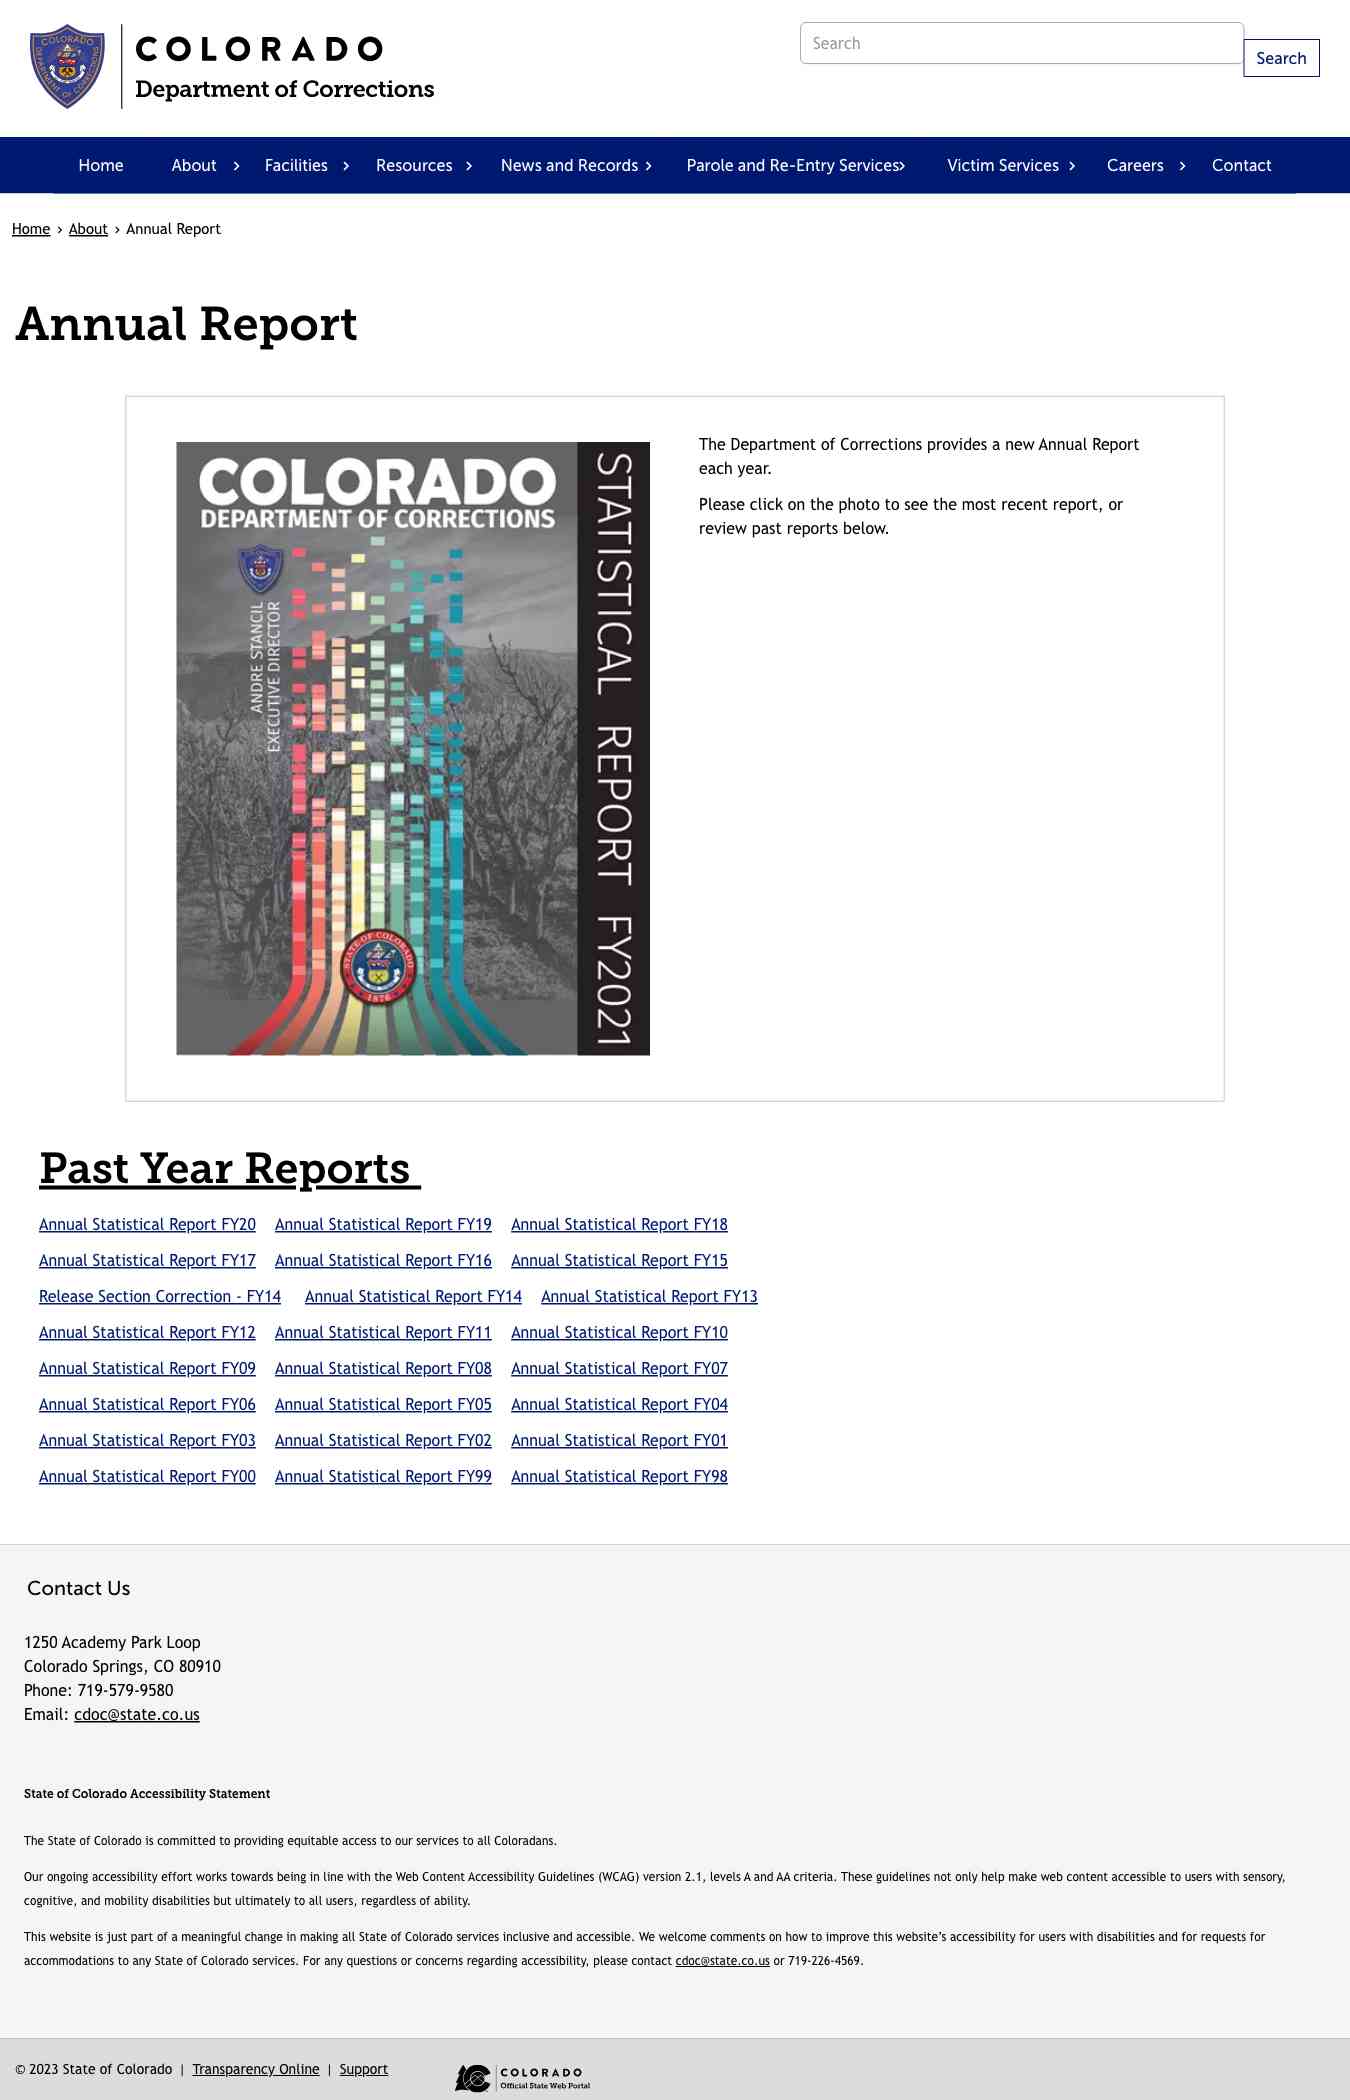 COLORADO
Department of Corrections
Search
Search
Home About Facilities Resources News and Records Parole and Re-Entry Services Victim Services Careers Contact
Home › About › Annual Report
Annual Report
COLORADO
DEPARTMENT OF CORRECTIONS
ANDRE STANCIL
EXECUTIVE DIRECTOR
STATISTICAL REPORT FY2021
STATE OF COLORADO
1876
The Department of Corrections provides a new Annual Report
each year.
Please click on the photo to see the most recent report, or
review past reports below.
Past Year Reports
Annual Statistical Report FY20 Annual Statistical Report FY19 Annual Statistical Report FY18
Annual Statistical Report FY17 Annual Statistical Report FY16 Annual Statistical Report FY15
Release Section Correction - FY14 Annual Statistical Report FY14 Annual Statistical Report FY13
Annual Statistical Report FY12 Annual Statistical Report FY11 Annual Statistical Report FY10
Annual Statistical Report FY09 Annual Statistical Report FY08 Annual Statistical Report FY07
Annual Statistical Report FY06 Annual Statistical Report FY05 Annual Statistical Report FY04
Annual Statistical Report FY03 Annual Statistical Report FY02 Annual Statistical Report FY01
Annual Statistical Report FY00 Annual Statistical Report FY99 Annual Statistical Report FY98
Contact Us
1250 Academy Park Loop
Colorado Springs, CO 80910
Phone: 719-579-9580
Email: cdoc@state.co.us
State of Colorado Accessibility Statement
The State of Colorado is committed to providing equitable access to our services to all Coloradans.
Our ongoing accessibility effort works towards being in line with the Web Content Accessibility Guidelines (WCAG) version 2.1, levels A and AA criteria. These guidelines not only help make web content accessible to users with sensory,
cognitive, and mobility disabilities but ultimately to all users, regardless of ability.
This website is just part of a meaningful change in making all State of Colorado services inclusive and accessible. We welcome comments on how to improve this website’s accessibility for users with disabilities and for requests for
accommodations to any State of Colorado services. For any questions or concerns regarding accessibility, please contact cdoc@state.co.us or 719-226-4569.
© 2023 State of Colorado | Transparency Online | Support
COLORADO
Official State Web Portal